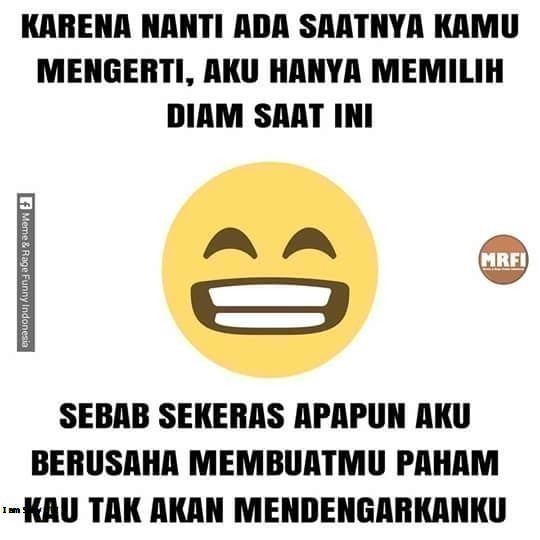 KARENA NANTI ADA SAATNYA KAMU
MENGERTI, AKU HANYA MEMILIH
DIAM SAAT INI
Meme & Rage Funny Indonesia
MRFI
SEBAB SEKERAS APAPUN AKU
BERUSAHA MEMBUATMU PAHAM
KAU TAK AKAN MENDENGARKANKU